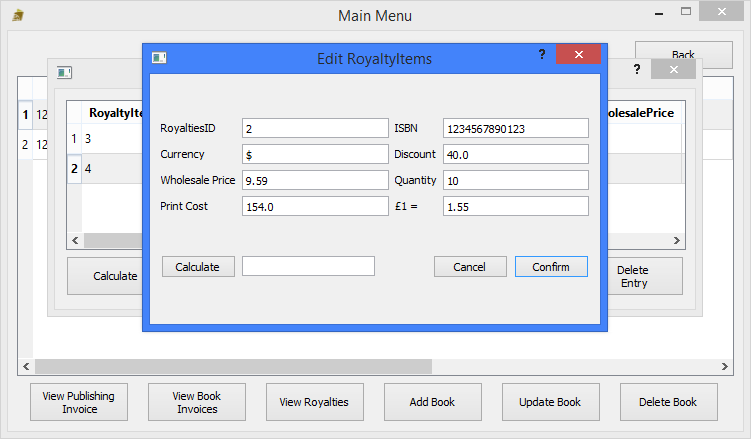 Main Menu
Back
Edit RoyaltyItems
?
?
RoyaltyIte
olesalePrice
1
12
2
12
1
3
2
4
RoyaltiesID
2
ISBN
1234567890123
Currency
$
Discount
40.0
Wholesale Price
9.59
Quantity
10
Print Cost
154.0
£1 =
1.55
Calculate
Cancel
Confirm
Calculate
Delete
Entry
View Publishing
Invoice
View Book
Invoices
View Royalties
Add Book
Update Book
Delete Book